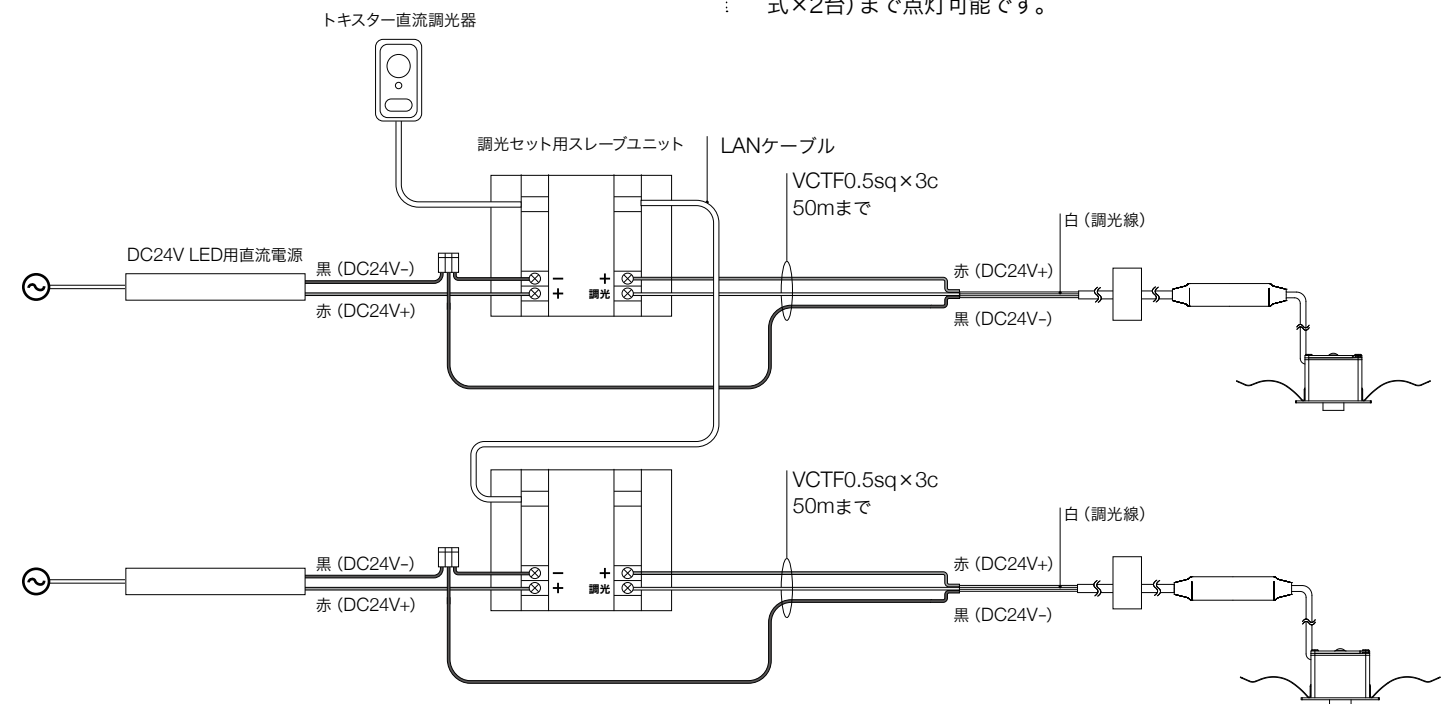 式×2台)まで点灯可能です。
トキスター直流調光器
調光セット用スレーブユニット
LANケーブル
VCTF0.5sq×3c
50mまで
白 (調光線)
DC24V LED用直流電源
黒 (DC24V-)
赤 (DC24V+)
-
+
+
調光
赤 (DC24V+)
黒 (DC24V-)
VCTF0.5sq×3c
50mまで
白 (調光線)
黒 (DC24V-)
赤 (DC24V+)
-
+
+
調光
赤 (DC24V+)
黒 (DC24V-)